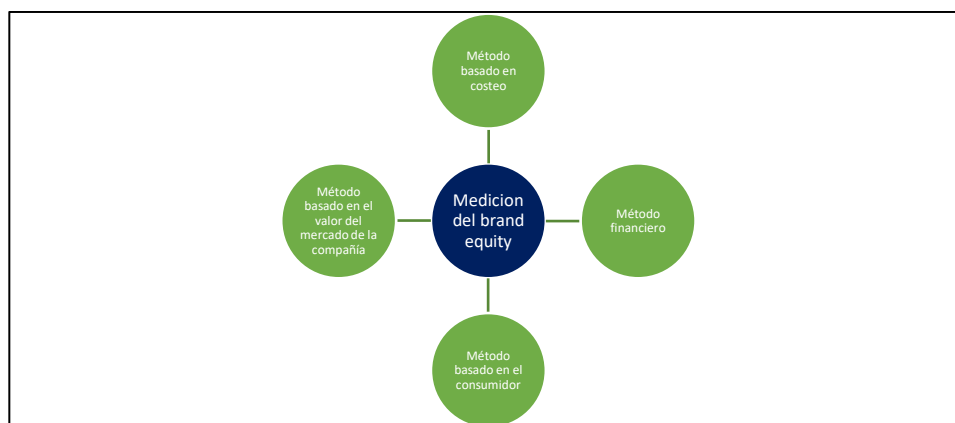 Método
basado en
costeo
Método
basado en el
valor del
mercado de la
compañía
Medicion
del brand
equity
Método
financiero
Método
basado en el
consumidor